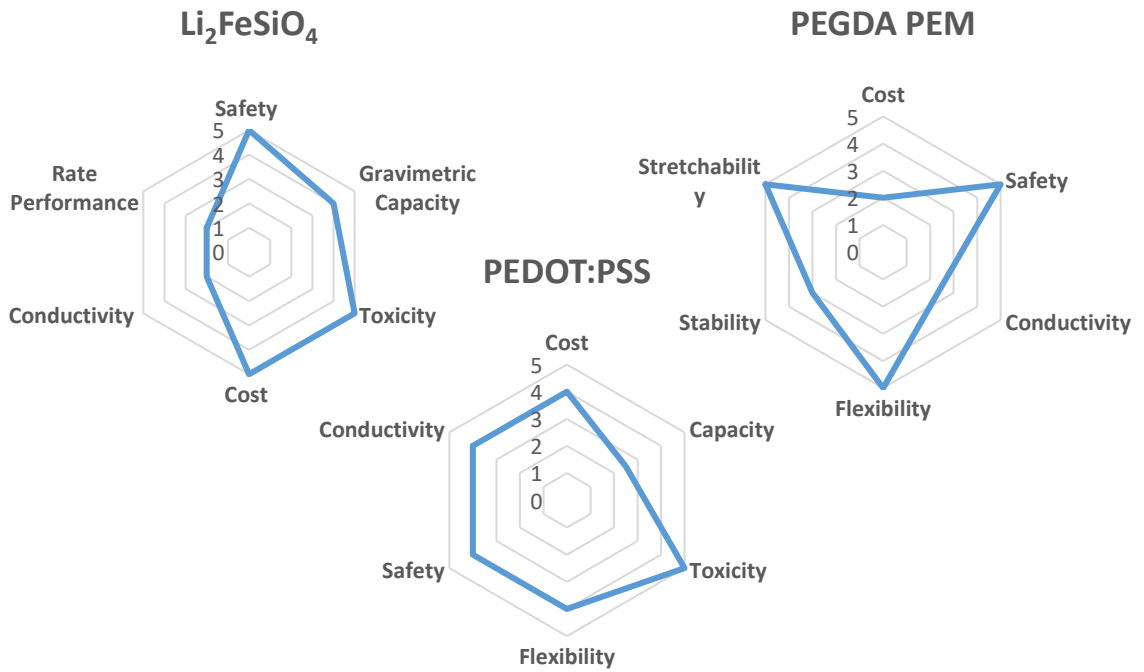 Li₂FeSiO₄
Safety
5
4
3
2
1
0
Rate
Performance
Gravimetric
Capacity
Conductivity
Toxicity
Cost
PEGDA PEM
Cost
5
4
3
2
1
0
Stretchabilit
y
Safety
Stability
Conductivity
Flexibility
PEDOT:PSS
Cost
5
4
3
2
1
0
Conductivity
Capacity
Safety
Toxicity
Flexibility